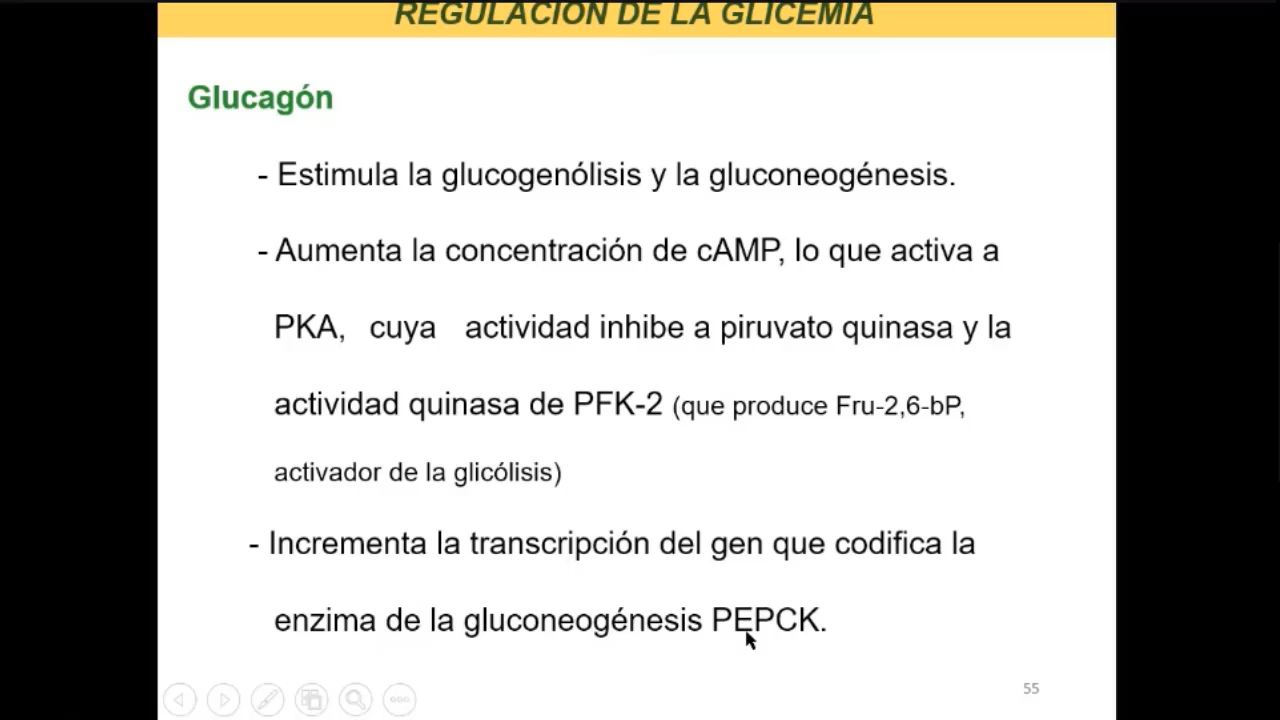 REGULACIÓN DE LA GLICEMIA
Glucagón
- Estimula la glucogenólisis y la gluconeogénesis.
- Aumenta la concentración de cAMP, lo que activa a
PKA, cuya actividad inhibe a piruvato quinasa y la
actividad quinasa de PFK-2 (que produce Fru-2,6-bP,
activador de la glicólisis)
- Incrementa la transcripción del gen que codifica la
enzima de la gluconeogénesis PEPCK.
55